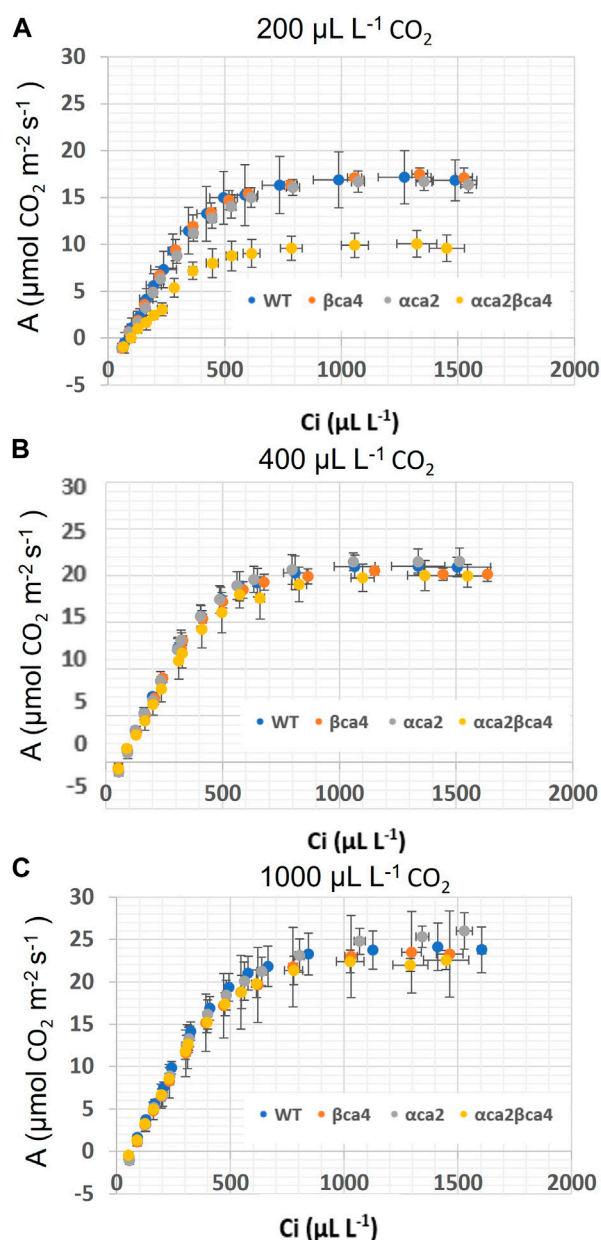 A
200 µL L-1 CO2
30
25
20
15
10
5
0
-5
A (µmol CO2 m-2 s-1)
WT βca4 αca2 αca2βca4
0 500 1000 1500 2000
Ci (µL L-1)
B
400 µL L-1 CO2
30
25
20
15
10
5
0
-5
A (µmol CO2 m-2 s-1)
WT βca4 αca2 αca2βca4
0 500 1000 1500 2000
Ci (µL L-1)
C
1000 µL L-1 CO2
30
25
20
15
10
5
0
-5
A (µmol CO2 m-2 s-1)
WT βca4 αca2 αca2βca4
0 500 1000 1500 2000
Ci (µL L-1)